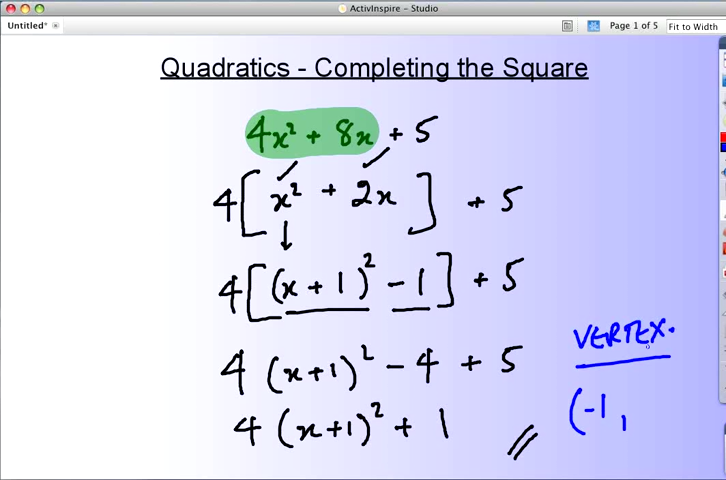 ActivInspire - Studio
Untitled*
Page 1 of 5
Fit to Width
Quadratics - Completing the Square
4x² + 8x + 5
4[ x² + 2x ] + 5
4[ (x + 1)² - 1 ] + 5
4 (x+1)² - 4 + 5
4 (x+1)² + 1
VERTEX.
(-1,